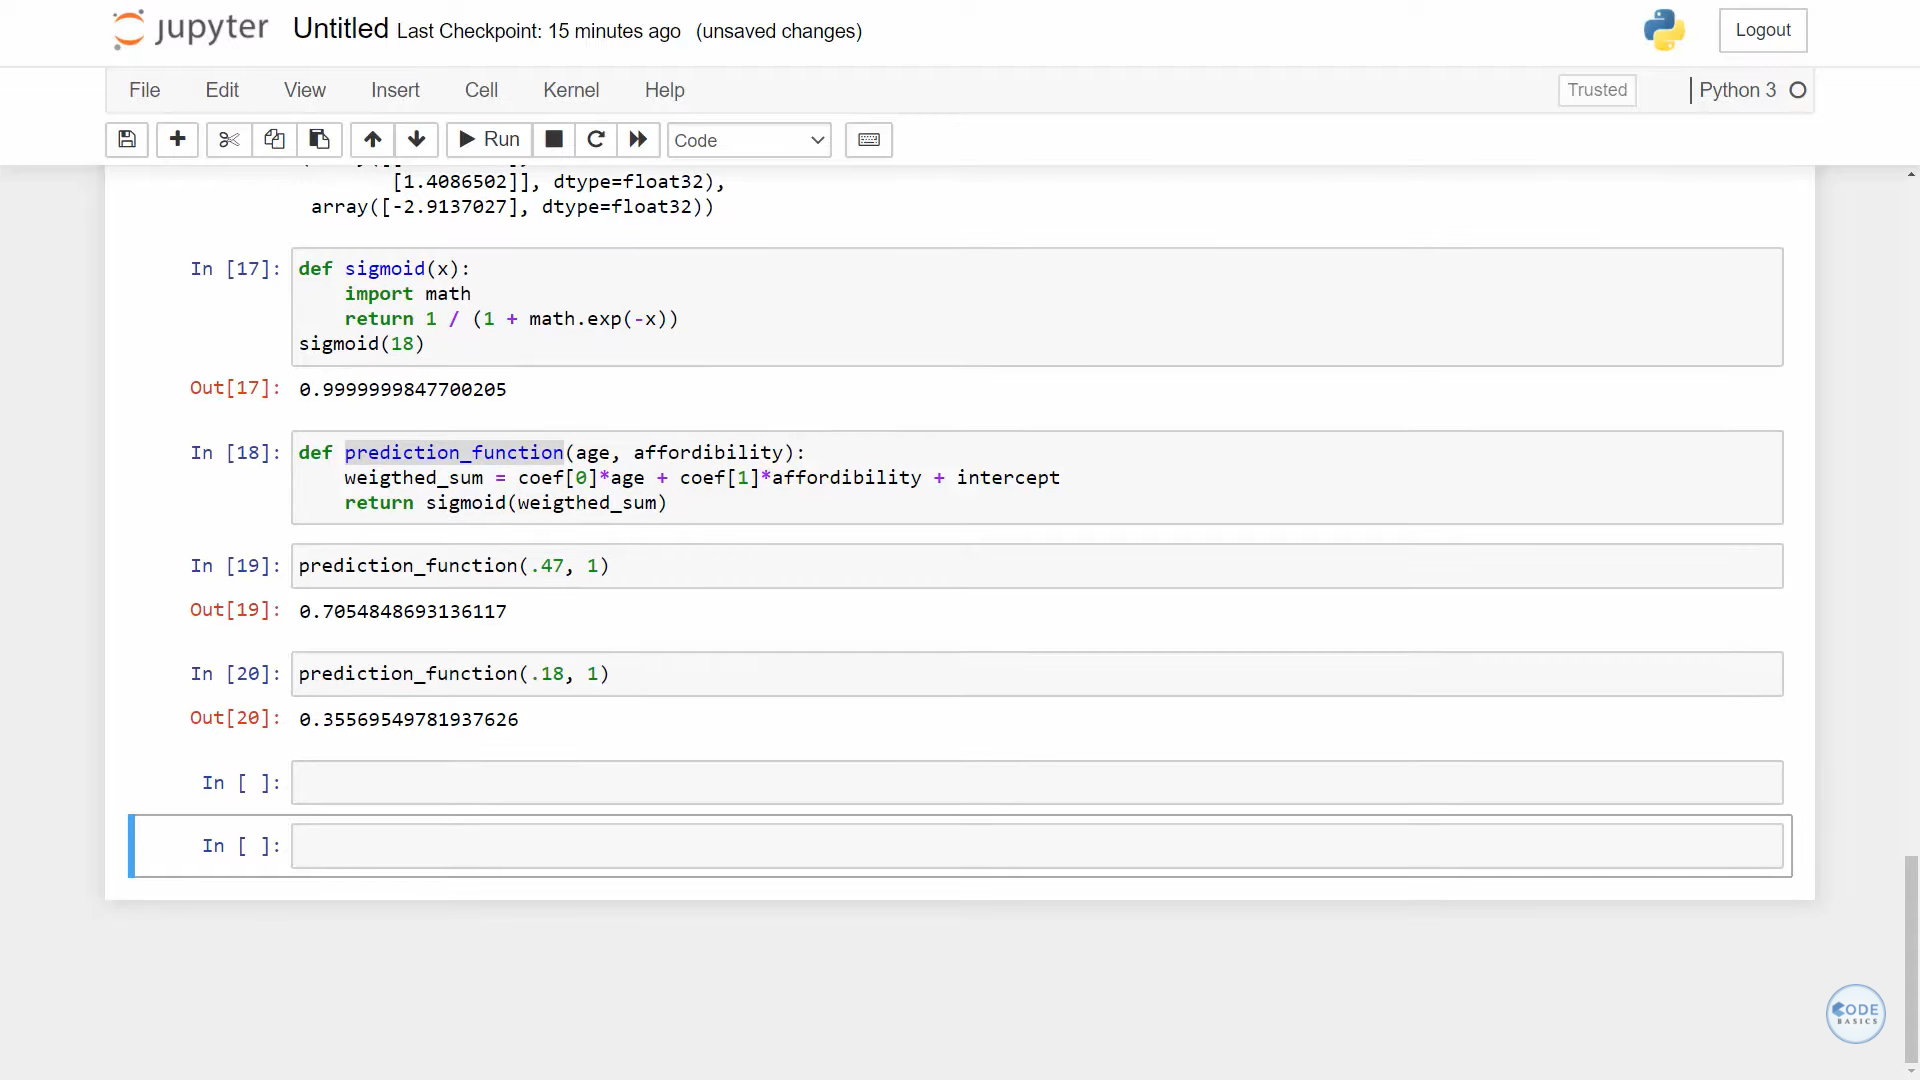 jupyter Untitled Last Checkpoint: 15 minutes ago (unsaved changes) Logout
File Edit View Insert Cell Kernel Help Trusted Python 3
Run Code
[1.4086502]], dtype=float32),
array([-2.9137027], dtype=float32))
In [17]: def sigmoid(x):
import math
return 1 / (1 + math.exp(-x))
sigmoid(18)
Out[17]: 0.9999999847700205
In [18]: def prediction_function(age, affordibility):
weigthed_sum = coef[0]*age + coef[1]*affordibility + intercept
return sigmoid(weigthed_sum)
In [19]: prediction_function(.47, 1)
Out[19]: 0.7054848693136117
In [20]: prediction_function(.18, 1)
Out[20]: 0.35569549781937626
In [ ]:
In [ ]:
CODE
BASICS